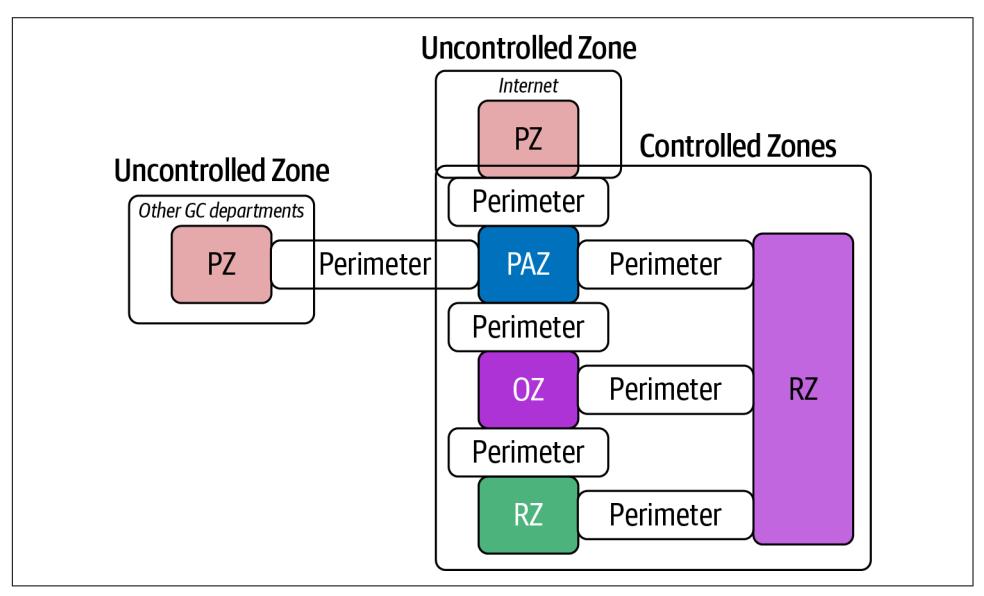 Uncontrolled Zone
Internet
PZ
Controlled Zones
Uncontrolled Zone
Other GC departments
PZ
Perimeter
Perimeter
PAZ
Perimeter
Perimeter
OZ
Perimeter
RZ
Perimeter
RZ
Perimeter